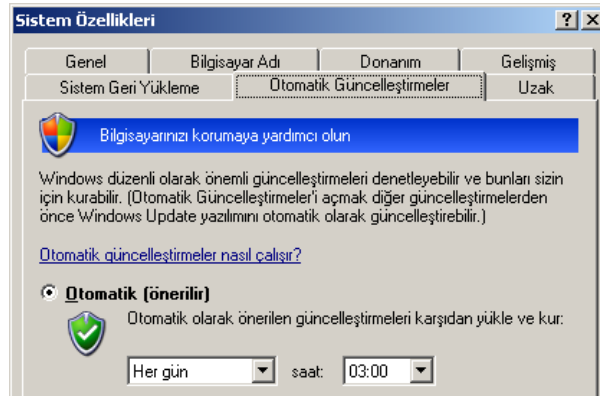 Sistem Özellikleri
Genel Bilgisayar Adı Donanım Gelişmiş
Sistem Geri Yükleme Otomatik Güncelleştirmeler Uzak
Bilgisayarınızı korumaya yardımcı olun
Windows düzenli olarak önemli güncelleştirmeleri denetleyebilir ve bunları sizin
için kurabilir. (Otomatik Güncelleştirmeler'i açmak diğer güncelleştirmelerden
önce Windows Update yazılımını otomatik olarak güncelleştirebilir.)
Otomatik güncelleştirmeler nasıl çalışır?
Otomatik (önerilir)
Otomatik olarak önerilen güncelleştirmeleri karşıdan yükle ve kur:
Her gün saat: 03:00